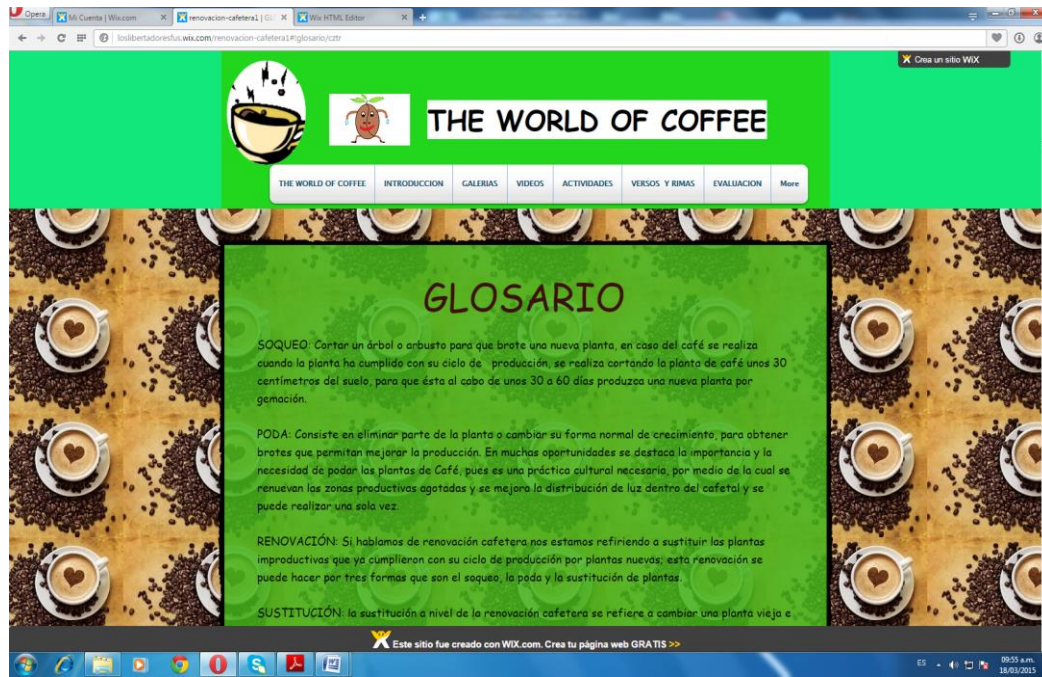 Opera
Mi Cuenta | Wix.com
renovacion-cafetera1 | Gl
Wix HTML Editor
loslibertadoresfus.wix.com/renovacion-cafetera1#!glosario/cztr
Crea un sitio WiX
THE WORLD OF COFFEE
THE WORLD OF COFFEE INTRODUCCION GALERIAS VIDEOS ACTIVIDADES VERSOS Y RIMAS EVALUACION More
GLOSARIO
SOQUEO: Cortar un árbol o arbusto para que brote una nueva planta, en caso del café se realiza
cuando la planta ha cumplido con su ciclo de producción, se realiza cortando la planta de café unos 30
centímetros del suelo, para que ésta al cabo de unos 30 a 60 días produzca una nueva planta por
gemación.
PODA: Consiste en eliminar parte de la planta o cambiar su forma normal de crecimiento, para obtener
brotes que permitan mejorar la producción. En muchas oportunidades se destaca la importancia y la
necesidad de podar las plantas de Café, pues es una práctica cultural necesaria, por medio de la cual se
renuevan las zonas productivas agotadas y se mejora la distribución de luz dentro del cafetal y se
puede realizar una sola vez.
RENOVACIÓN: Si hablamos de renovación cafetera nos estamos refiriendo a sustituir las plantas
improductivas que ya cumplieron con su ciclo de producción por plantas nuevas; esta renovación se
puede hacer por tres formas que son el soqueo, la poda y la sustitución de plantas.
SUSTITUCIÓN: la sustitución a nivel de la renovación cafetera se refiere a cambiar una planta vieja e
Este sitio fue creado con WIX.com. Crea tu página web GRATIS >>
ES
09:55 a.m.
18/03/2015